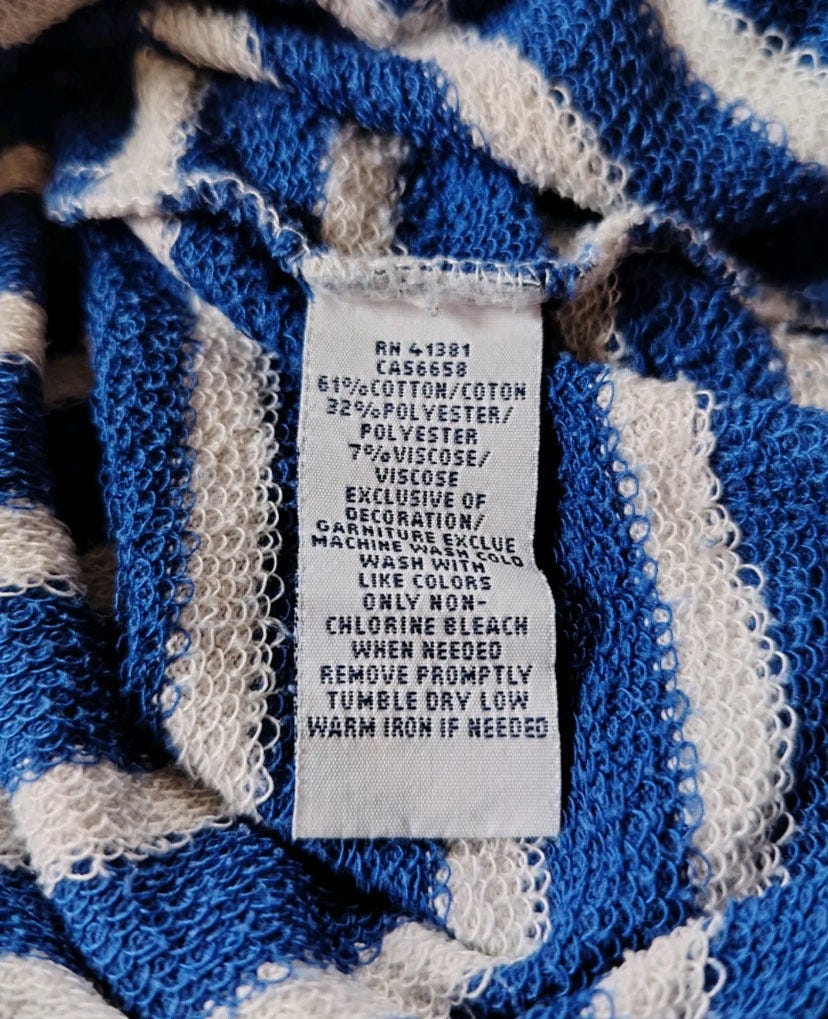 RN 41381
CA56658
61%COTTON/COTON
32%POLYESTER/
POLYESTER
7%VISCOSE/
VISCOSE
EXCLUSIVE OF
DECORATION/
GARNITURE EXCLUE
MACHINE WASH COLD
WASH WITH
LIKE COLORS
ONLY NON-
CHLORINE BLEACH
WHEN NEEDED
REMOVE PROMPTLY
TUMBLE DRY LOW
WARM IRON IF NEEDED